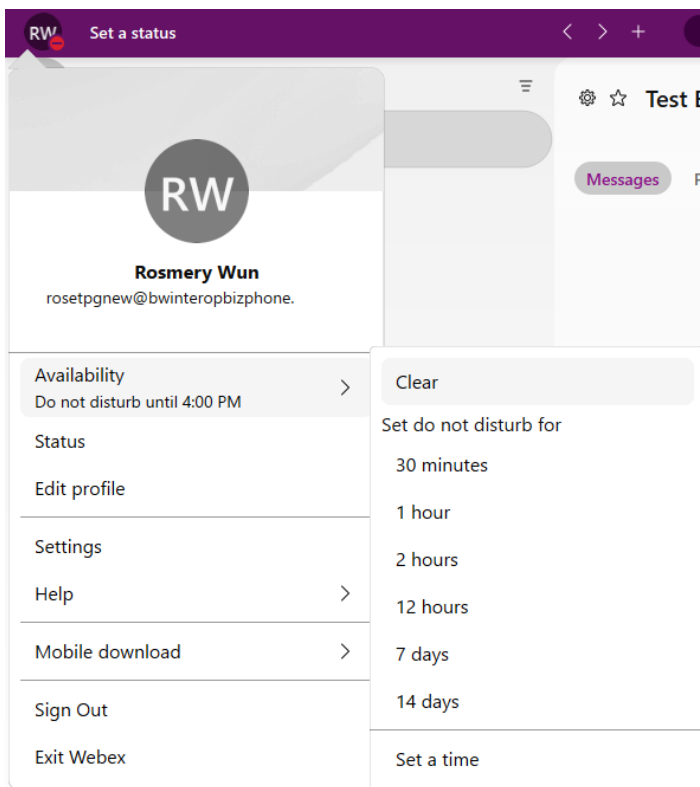 RW Set a status
Test
Messages
RW
Rosmery Wun
rosetpgnew@bwinteropbizphone.
Availability
Do not disturb until 4:00 PM
Status
Edit profile
Settings
Help
Mobile download
Sign Out
Exit Webex
Clear
Set do not disturb for
30 minutes
1 hour
2 hours
12 hours
7 days
14 days
Set a time